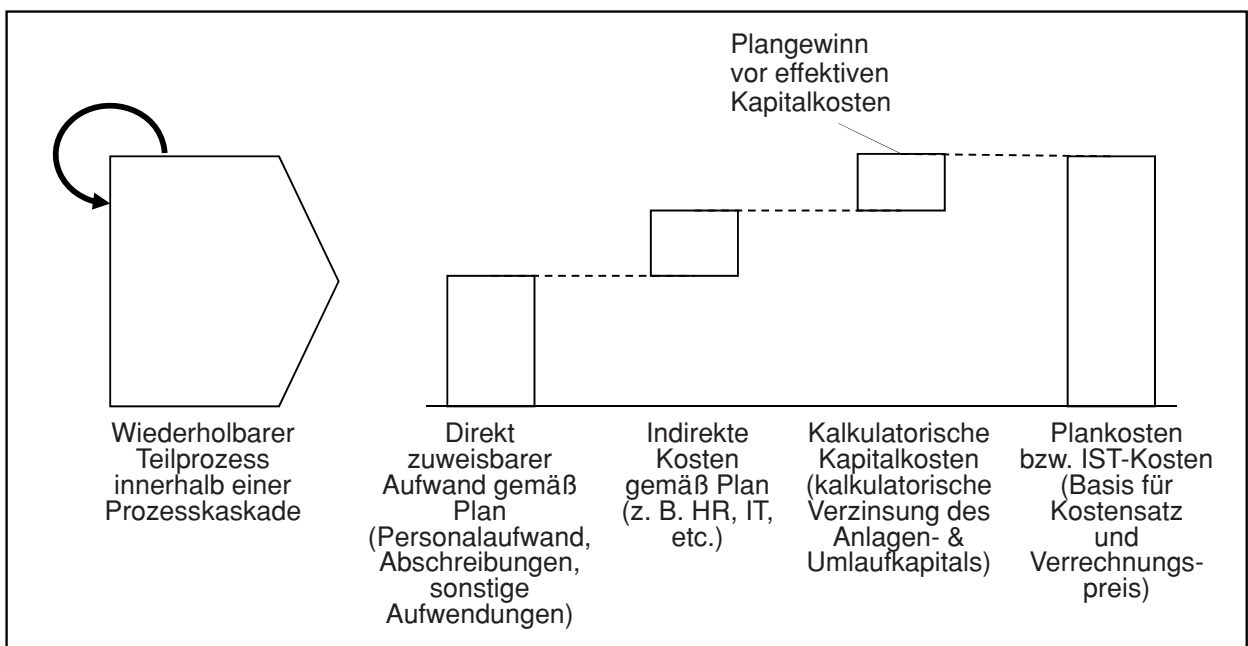 Plangewinn
vor effektiven
Kapitalkosten
Wiederholbarer
Teilprozess
innerhalb einer
Prozesskaskade
Direkt
zuweisbarer
Aufwand gemäß
Plan
(Personalaufwand,
Abschreibungen,
sonstige
Aufwendungen)
Indirekte
Kosten
gemäß Plan
(z. B. HR, IT,
etc.)
Kalkulatorische
Kapitalkosten
(kalkulatorische
Verzinsung des
Anlagen- &
Umlaufkapitals)
Plankosten
bzw. IST-Kosten
(Basis für
Kostensatz
und
Verrechnungs-
preis)